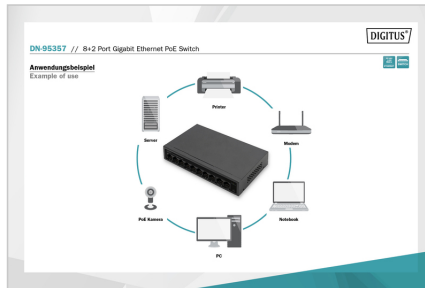 DIGITUS®
DN-95357 // 8+2 Port Gigabit Ethernet PoE Switch
Anwendungsbeispiel
Example of use
Printer
Server
Modem
PoE Kamera
Notebook
PC